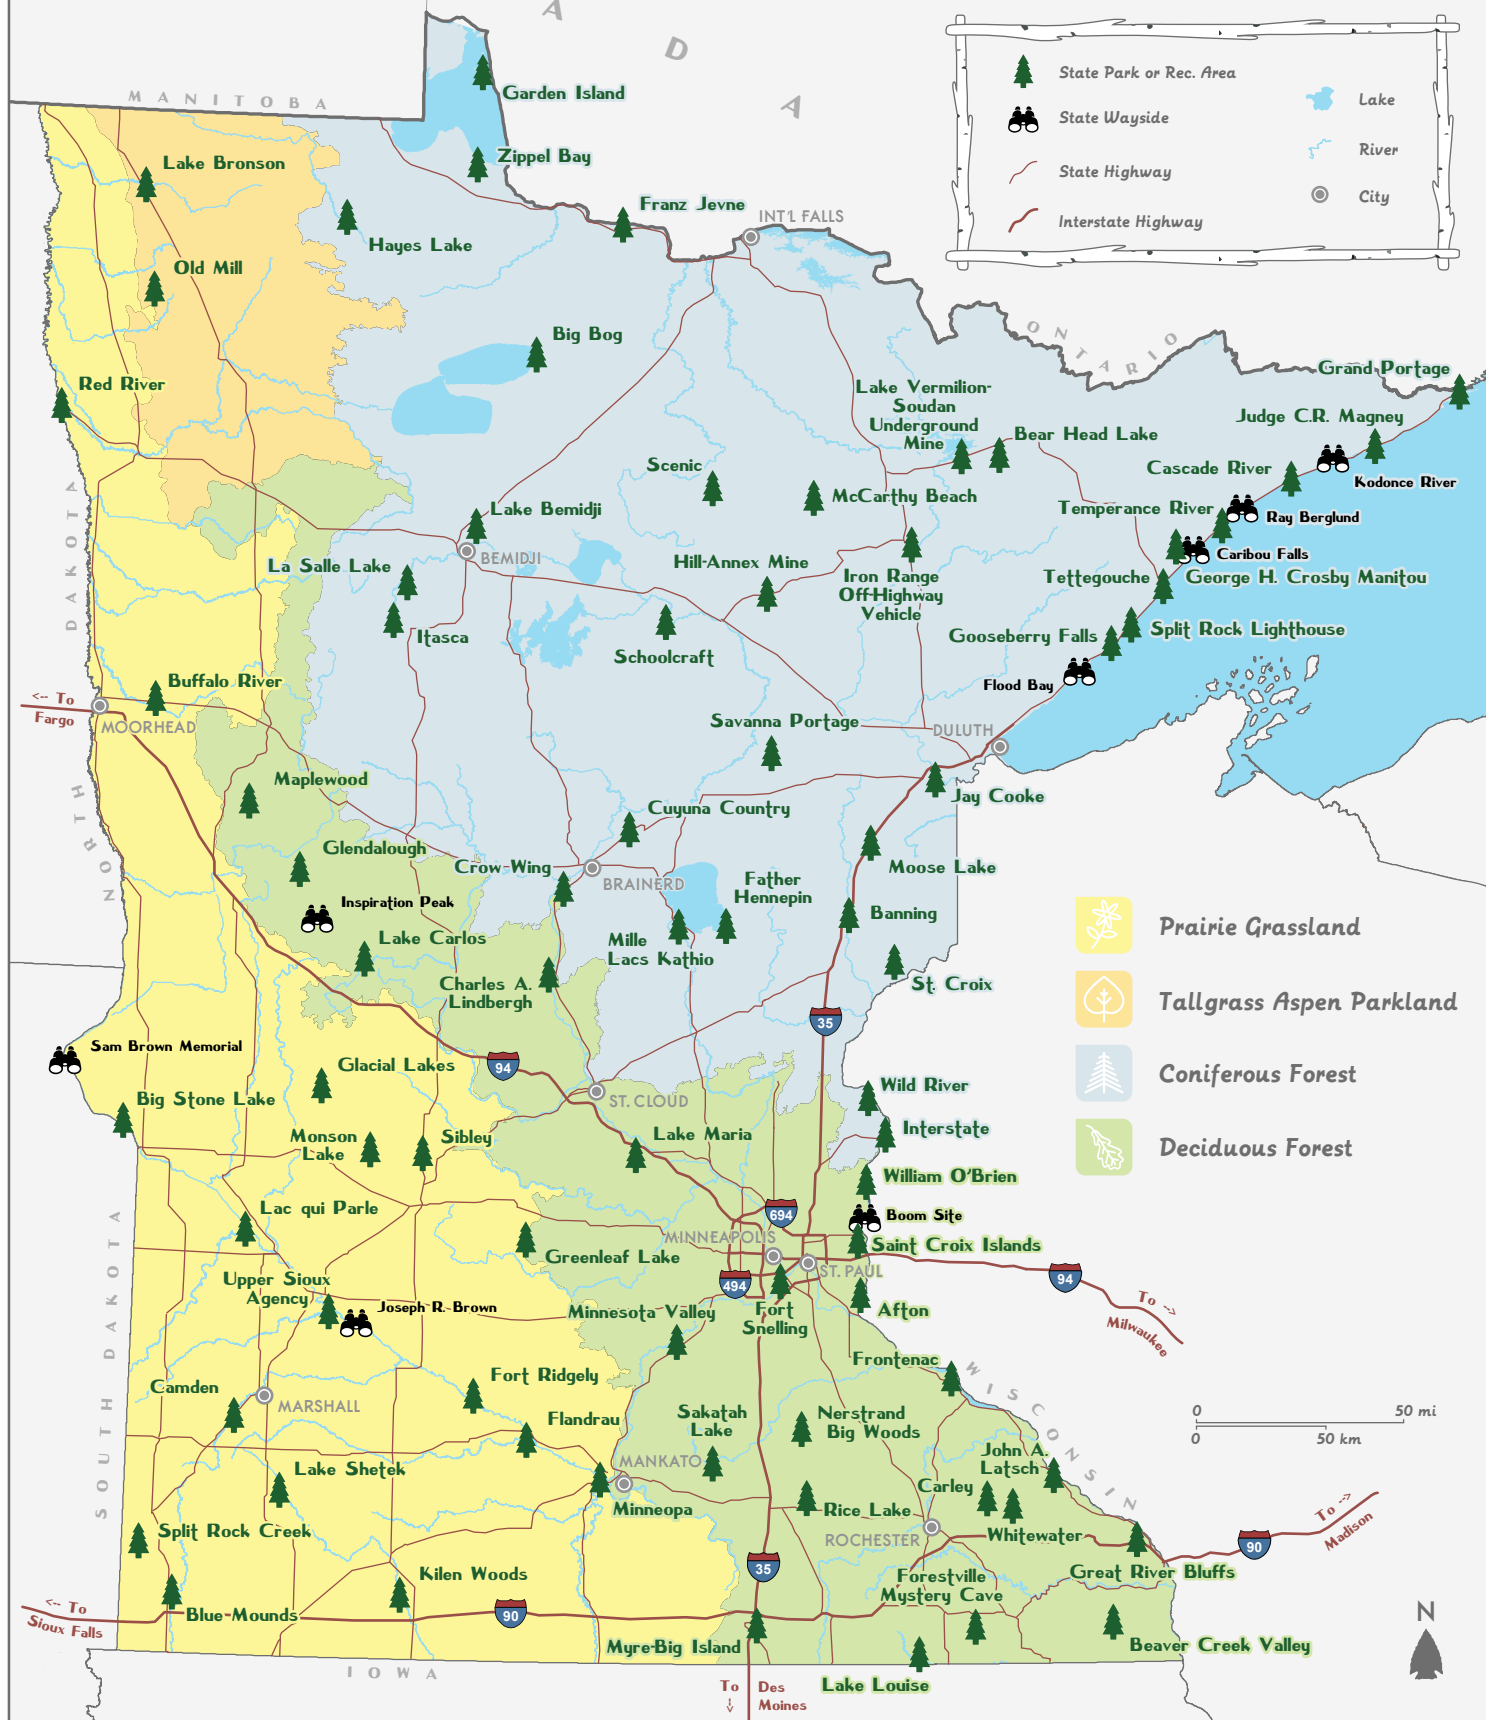 A
D
A
MANITOBA
ONTARIO
NORTH DAKOTA
SOUTH DAKOTA
WISCONSIN
IOWA
State Park or Rec. Area
State Wayside
State Highway
Interstate Highway
Lake
River
City
Garden Island
Zippel Bay
Lake Bronson
Franz Jevne
INT'L FALLS
Hayes Lake
Old Mill
Big Bog
Red River
Grand Portage
Lake Vermilion-
Soudan
Underground
Mine
Judge C.R. Magney
Bear Head Lake
Scenic
Cascade River
Kodonce River
McCarthy Beach
Lake Bemidji
Temperance River
Ray Berglund
BEMIDJI
Caribou Falls
La Salle Lake
Hill-Annex Mine
Iron Range
Off-Highway
Vehicle
Tettegouche
George H. Crosby Manitou
Itasca
Schoolcraft
Gooseberry Falls
Split Rock Lighthouse
Flood Bay
Buffalo River
<-- To
Fargo
MOORHEAD
Savanna Portage
DULUTH
Maplewood
Jay Cooke
Cuyuna Country
Glendalough
Crow Wing
BRAINERD
Moose Lake
Father
Hennepin
Inspiration Peak
Banning
Lake Carlos
Mille
Lacs Kathio
Charles A.
Lindbergh
St. Croix
35
Sam Brown Memorial
Glacial Lakes
94
Wild River
Big Stone Lake
ST. CLOUD
Monson
Lake
Sibley
Lake Maria
Interstate
William O'Brien
Lac qui Parle
694
Boom Site
MINNEAPOLIS
Greenleaf Lake
Saint Croix Islands
ST. PAUL
94
Upper Sioux
Agency
494
Joseph R. Brown
Minnesota Valley
Fort
Snelling
Afton
To -->
Milwaukee
Frontenac
Camden
MARSHALL
Fort Ridgely
Flandrau
Sakatah
Lake
Nerstrand
Big Woods
John A.
Latsch
Lake Shetek
MANKATO
Carley
Minneopa
Rice Lake
Split Rock Creek
ROCHESTER
Whitewater
To -->
Madison
90
35
Kilen Woods
Forestville
Mystery Cave
Great River Bluffs
<-- To
Sioux Falls
Blue Mounds
90
Myre-Big Island
Beaver Creek Valley
Lake Louise
To
Des
Moines
Prairie Grassland
Tallgrass Aspen Parkland
Coniferous Forest
Deciduous Forest
0
50 mi
0
50 km
N